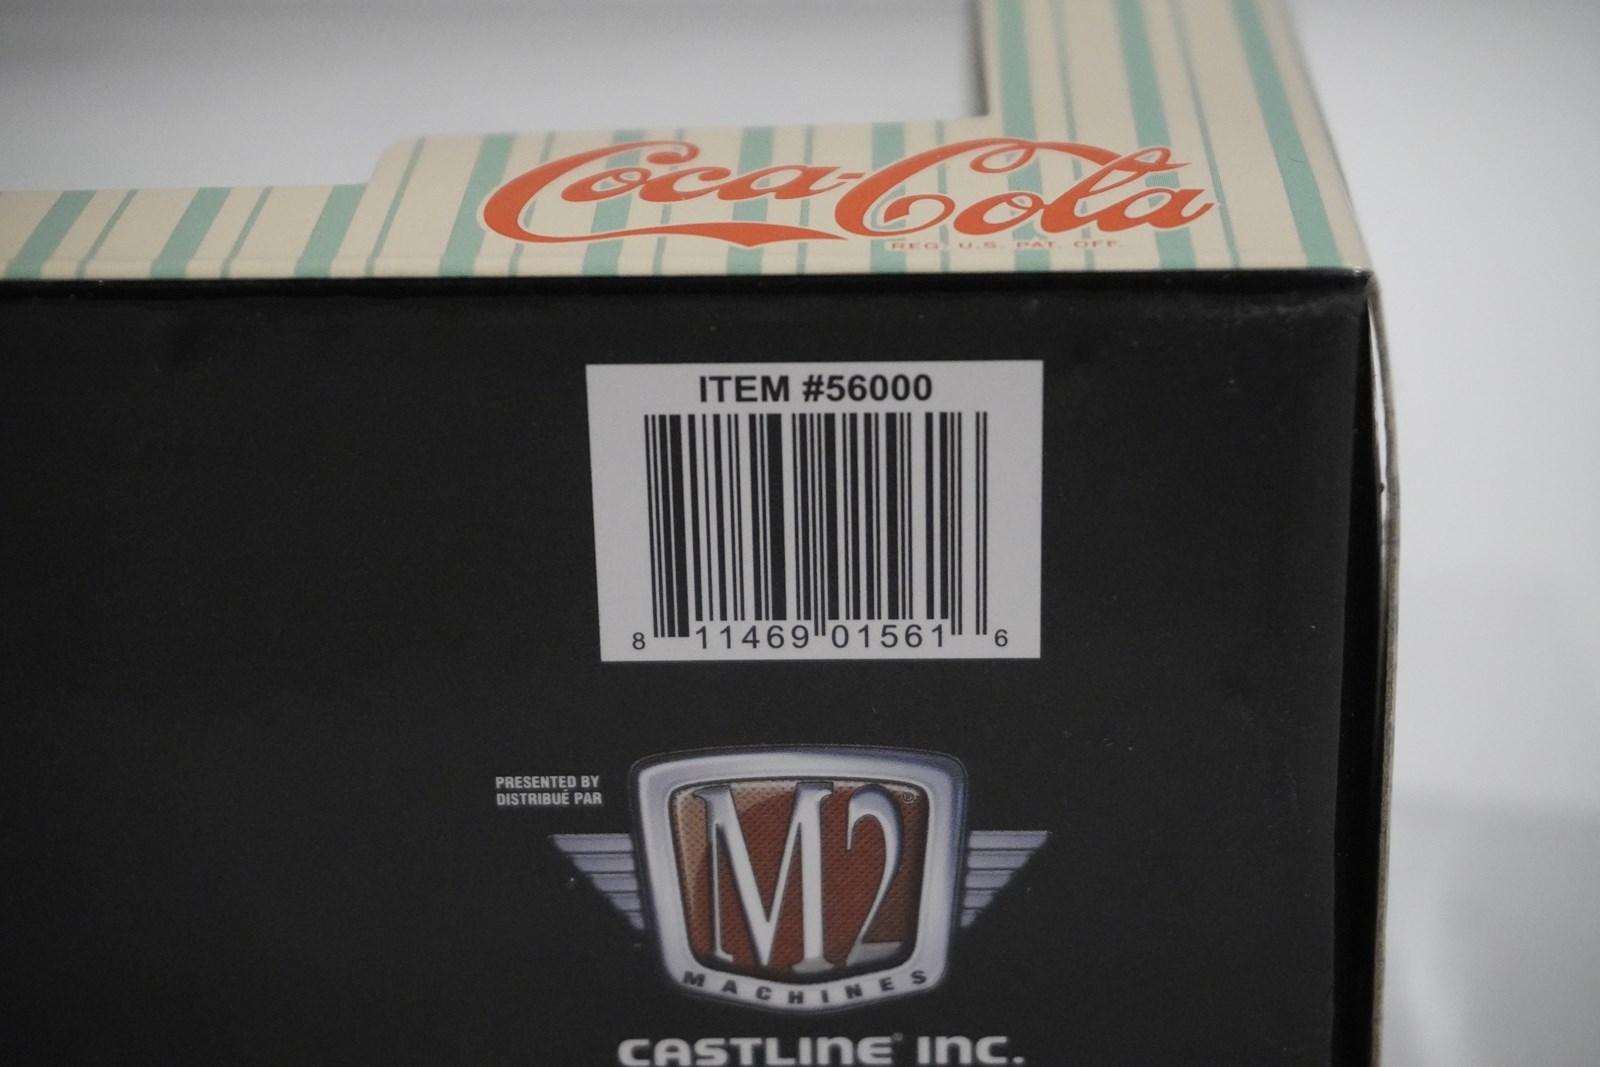 Coca-Cola
REG. U.S. PAT. OFF.
ITEM #56000
8 11469 01561 6
PRESENTED BY
DISTRIBUÉ PAR
M2®
MACHINES
CASTLINE® INC.